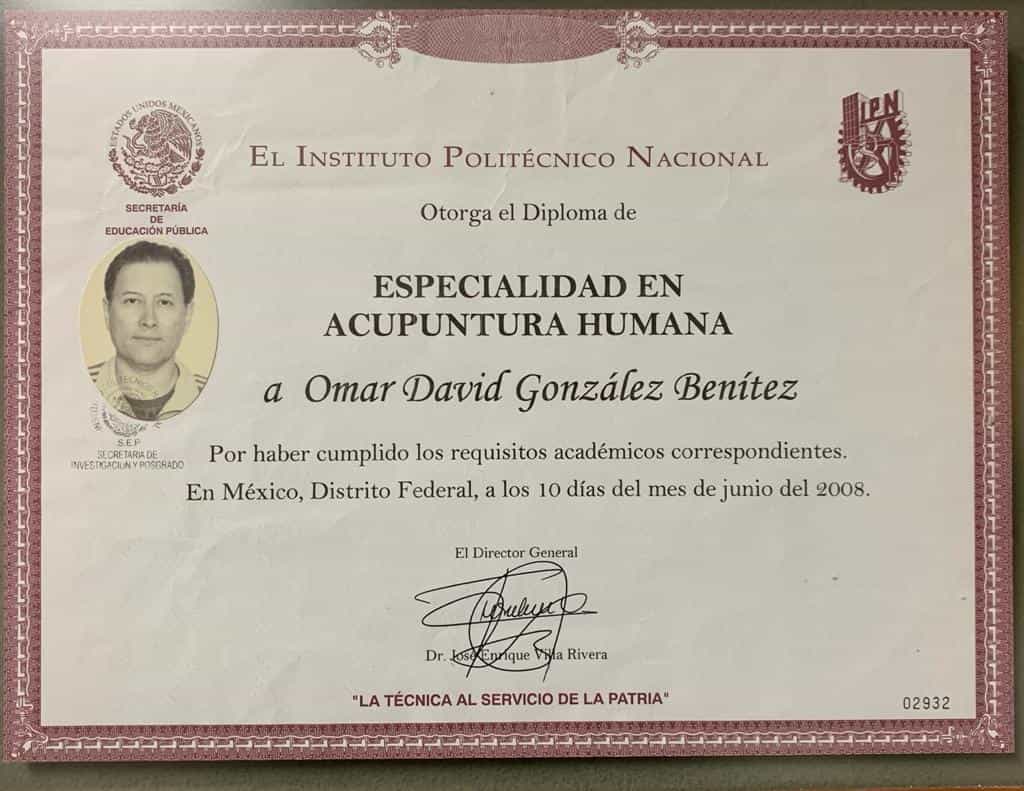 ESTADOS UNIDOS MEXICANOS
IPN
SECRETARÍA
DE
EDUCACIÓN PÚBLICA
EL INSTITUTO POLITÉCNICO NACIONAL
Otorga el Diploma de
ESPECIALIDAD EN
ACUPUNTURA HUMANA
a Omar David González Benítez
S.E.P
SECRETARIA DE
INVESTIGACION Y POSGRADO
Por haber cumplido los requisitos académicos correspondientes.
En México, Distrito Federal, a los 10 días del mes de junio del 2008.
El Director General
Dr. José Enrique Villa Rivera
"LA TÉCNICA AL SERVICIO DE LA PATRIA"
02932